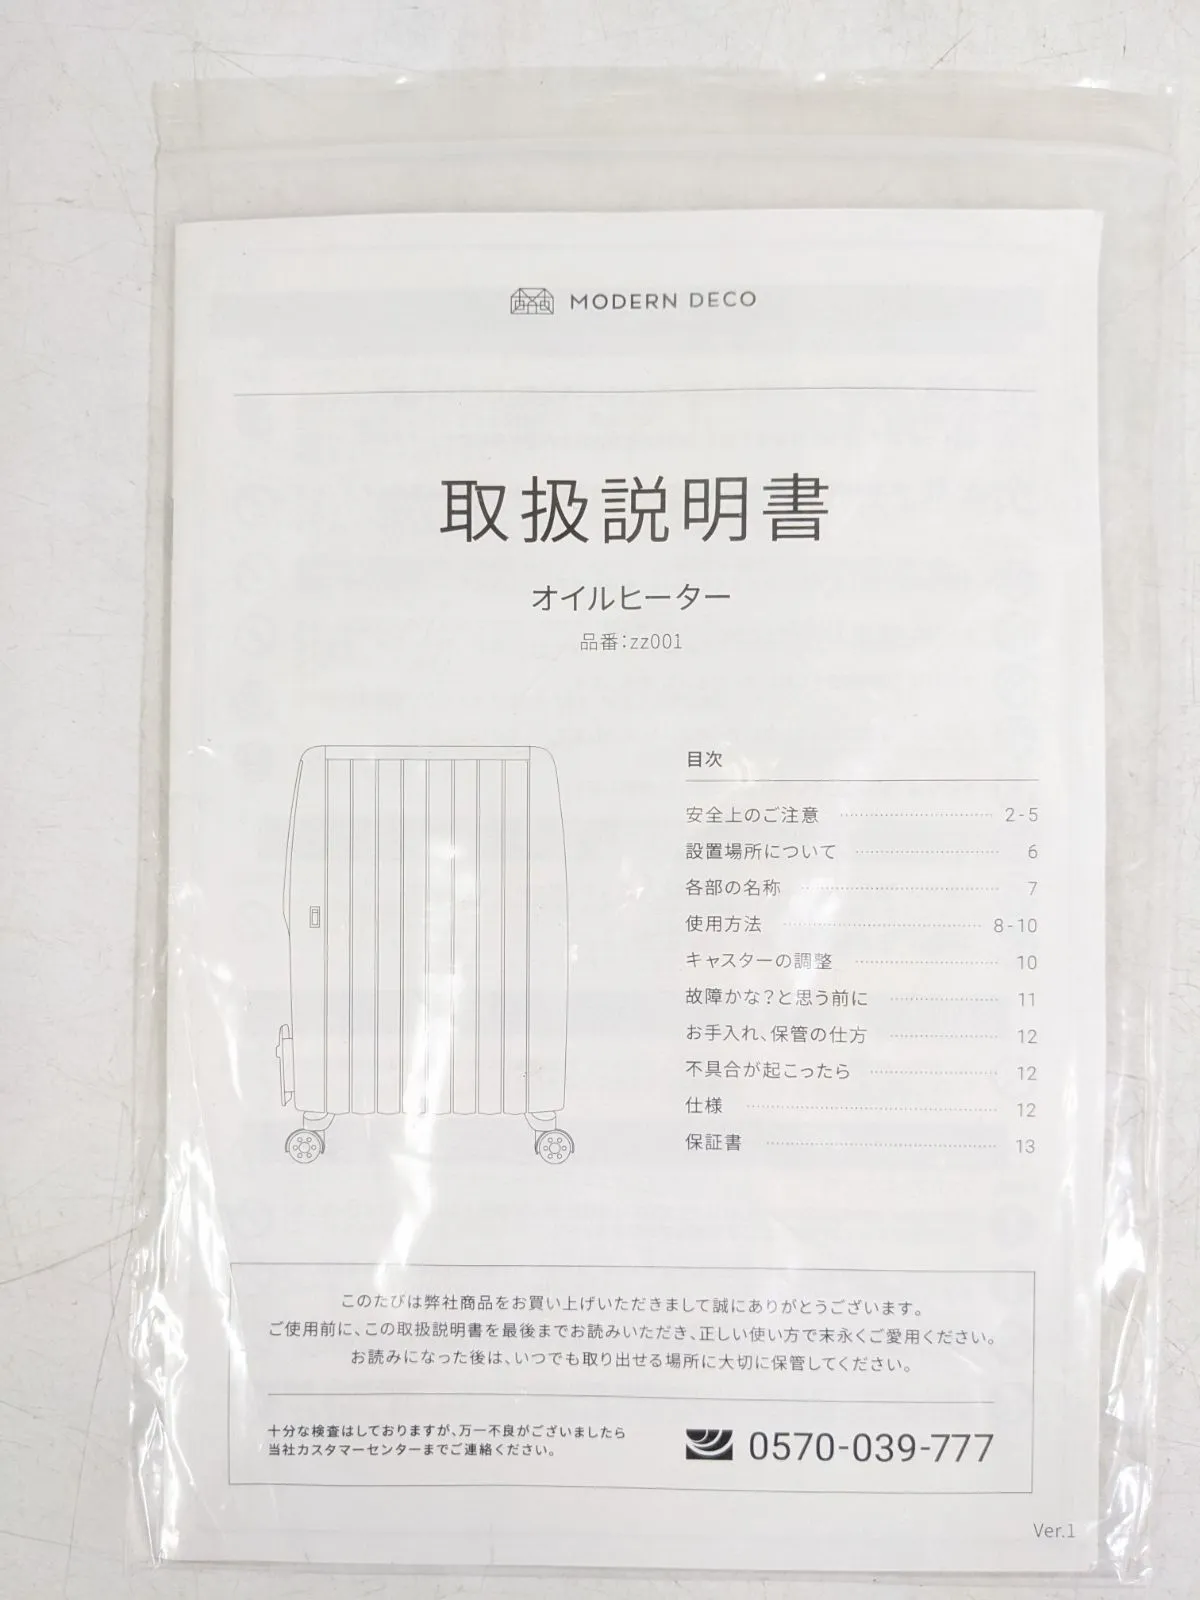 MODERN DECO
取扱説明書
オイルヒーター
品番:zz001
目次
安全上のご注意 2-5
設置場所について 6
各部の名称 7
使用方法 8-10
キャスターの調整 10
故障かな?と思う前に 11
お手入れ、保管の仕方 12
不具合が起こったら 12
仕様 12
保証書 13
このたびは弊社商品をお買い上げいただきまして誠にありがとうございます。
ご使用前に、この取扱説明書を最後までお読みいただき、正しい使い方で末永くご愛用ください。
お読みになった後は、いつでも取り出せる場所に大切に保管してください。
十分な検査はしておりますが、万一不良がございましたら
当社カスタマーセンターまでご連絡ください。
0570-039-777
Ver.1